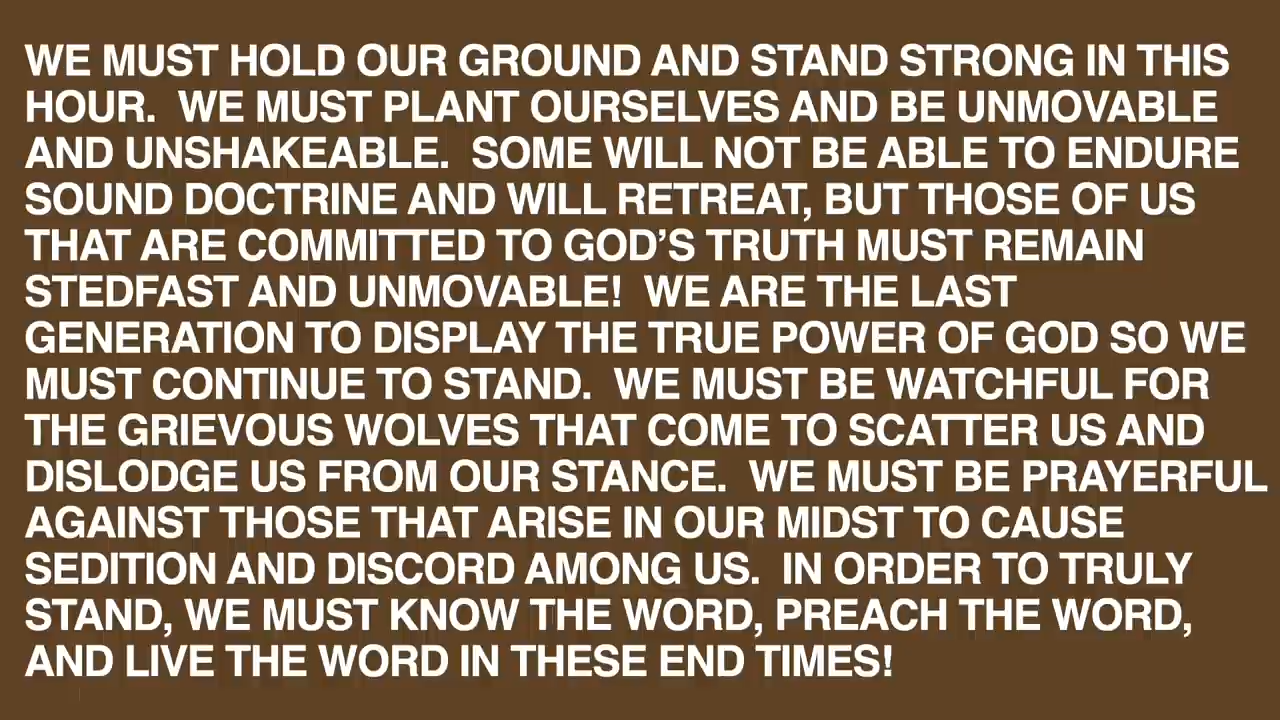 WE MUST HOLD OUR GROUND AND STAND STRONG IN THIS
HOUR.  WE MUST PLANT OURSELVES AND BE UNMOVABLE
AND UNSHAKEABLE.  SOME WILL NOT BE ABLE TO ENDURE
SOUND DOCTRINE AND WILL RETREAT, BUT THOSE OF US
THAT ARE COMMITTED TO GOD’S TRUTH MUST REMAIN
STEDFAST AND UNMOVABLE!  WE ARE THE LAST
GENERATION TO DISPLAY THE TRUE POWER OF GOD SO WE
MUST CONTINUE TO STAND.  WE MUST BE WATCHFUL FOR
THE GRIEVOUS WOLVES THAT COME TO SCATTER US AND
DISLODGE US FROM OUR STANCE.  WE MUST BE PRAYERFUL
AGAINST THOSE THAT ARISE IN OUR MIDST TO CAUSE
SEDITION AND DISCORD AMONG US.  IN ORDER TO TRULY
STAND, WE MUST KNOW THE WORD, PREACH THE WORD,
AND LIVE THE WORD IN THESE END TIMES!